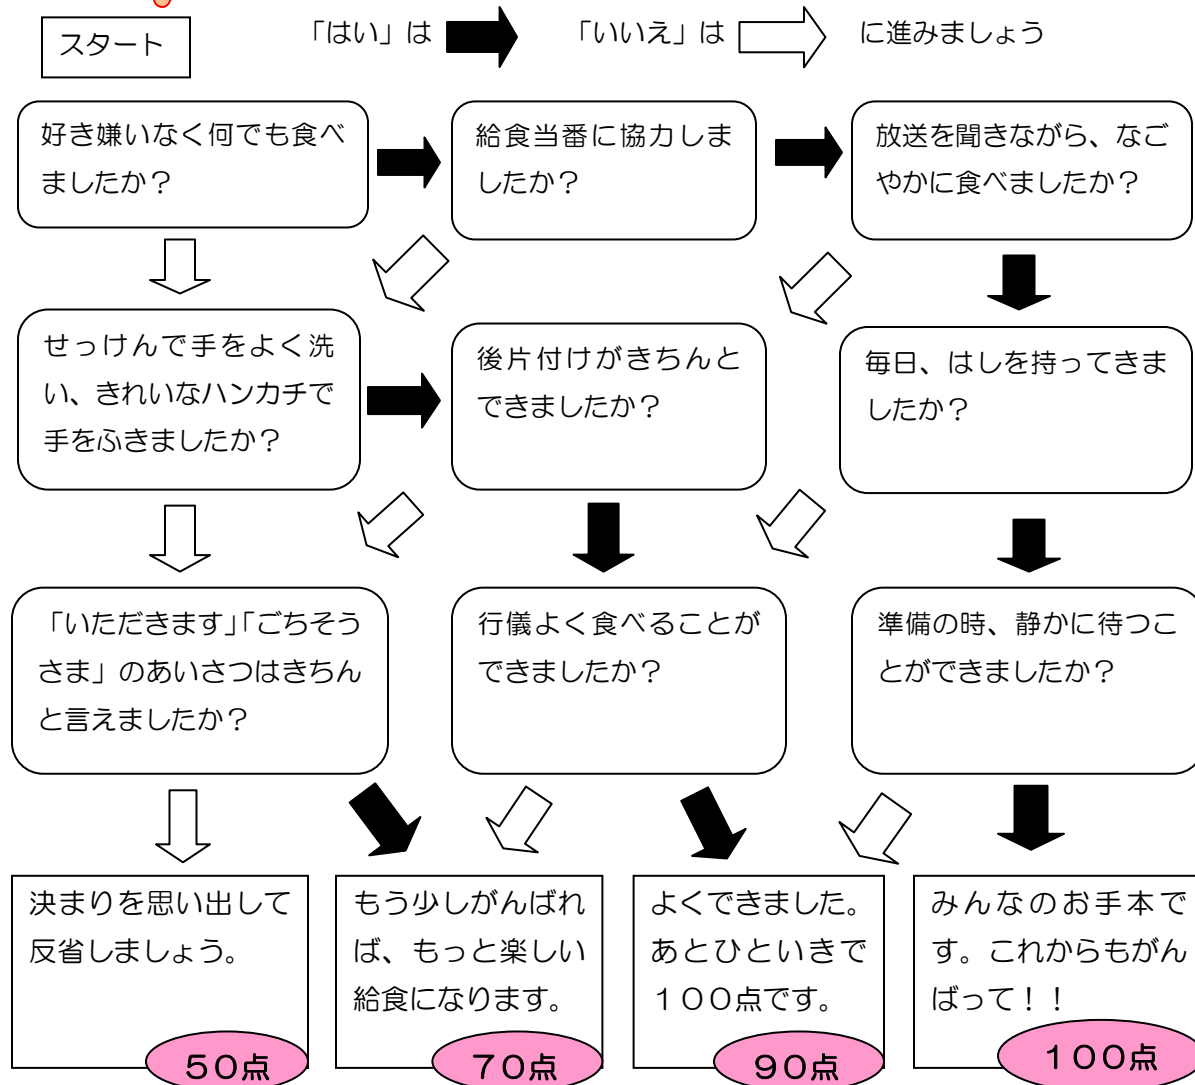 スタート
「はい」は
「いいえ」は
に進みましょう
好き嫌いなく何でも食べ
ましたか？
給食当番に協力しま
したか？
放送を聞きながら、なご
やかに食べましたか？
せっけんで手をよく洗
い、きれいなハンカチで
手をふきましたか？
後片付けがきちんと
できましたか？
毎日、はしを持ってきま
したか？
「いただきます」「ごちそう
さま」のあいさつはきちん
と言えましたか？
行儀よく食べることが
できましたか？
準備の時、静かに待つこ
とができましたか？
決まりを思い出して
反省しましょう。
５０点
もう少しがんばれ
ば、もっと楽しい
給食になります。
７０点
よくできました。
あとひといきで
１００点です。
９０点
みんなのお手本で
す。これからもがん
ばって！！
１００点